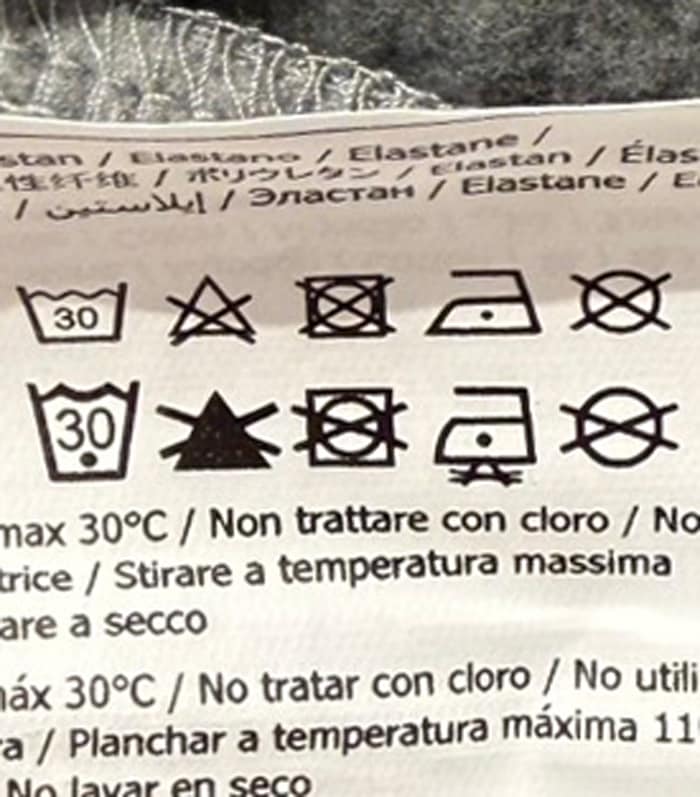 stan / Elastano / Elastane /
性纤维 / ポリウレタン / Elastan / Élas
/ إيلاستين / Эластан / Elastane / E
30
30
max 30°C / Non trattare con cloro / No
trice / Stirare a temperatura massima
are a secco
máx 30°C / No tratar con cloro / No utili
ra / Planchar a temperatura máxima 11
No lavar en seco